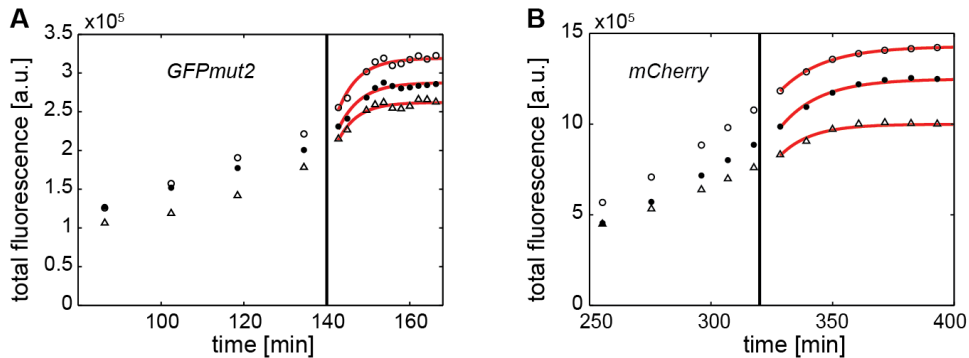 A
x10⁵
3.5
3
2.5
2
1.5
1
0.5
0
100
120
140
160
total fluorescence [a.u.]
time [min]
GFPmut2
B
x10⁵
15
10
5
0
250
300
350
400
total fluorescence [a.u.]
time [min]
mCherry